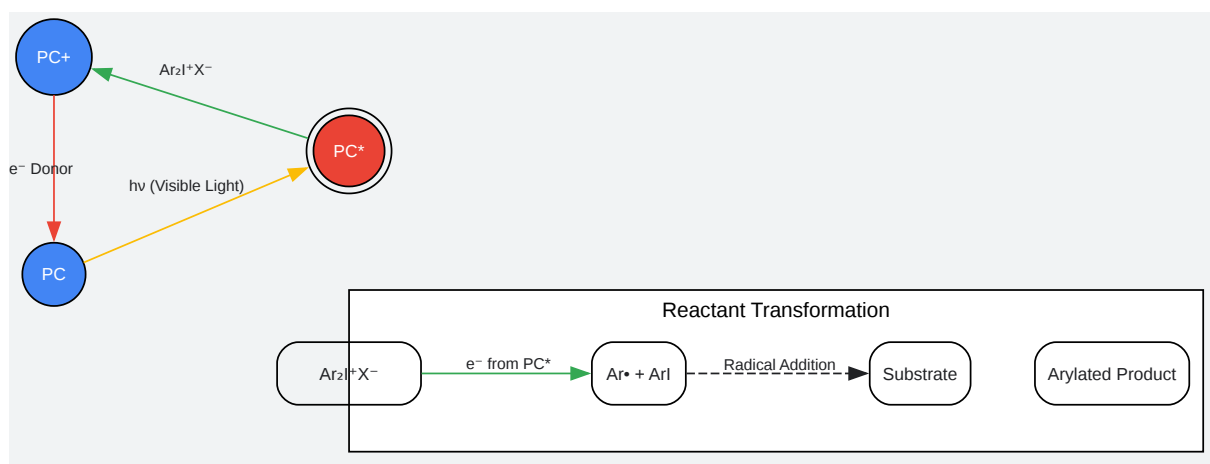 PC+
Ar₂I⁺X⁻
PC*
e⁻ Donor
hν (Visible Light)
PC
Reactant Transformation
Ar₂I⁺X⁻
e⁻ from PC*
Ar• + ArI
Radical Addition
Substrate
Arylated Product